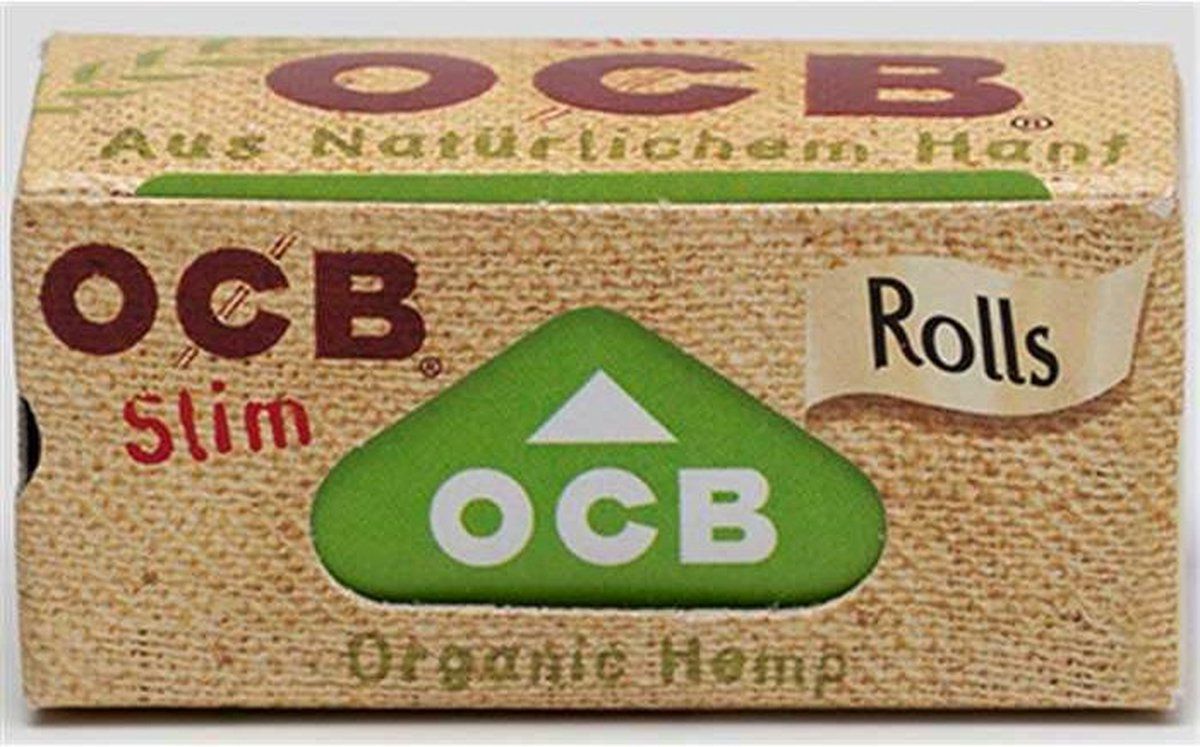 OCB®
Aus Natürlichem Hanf
OCB®
Slim
Rolls
OCB
Organic Hemp